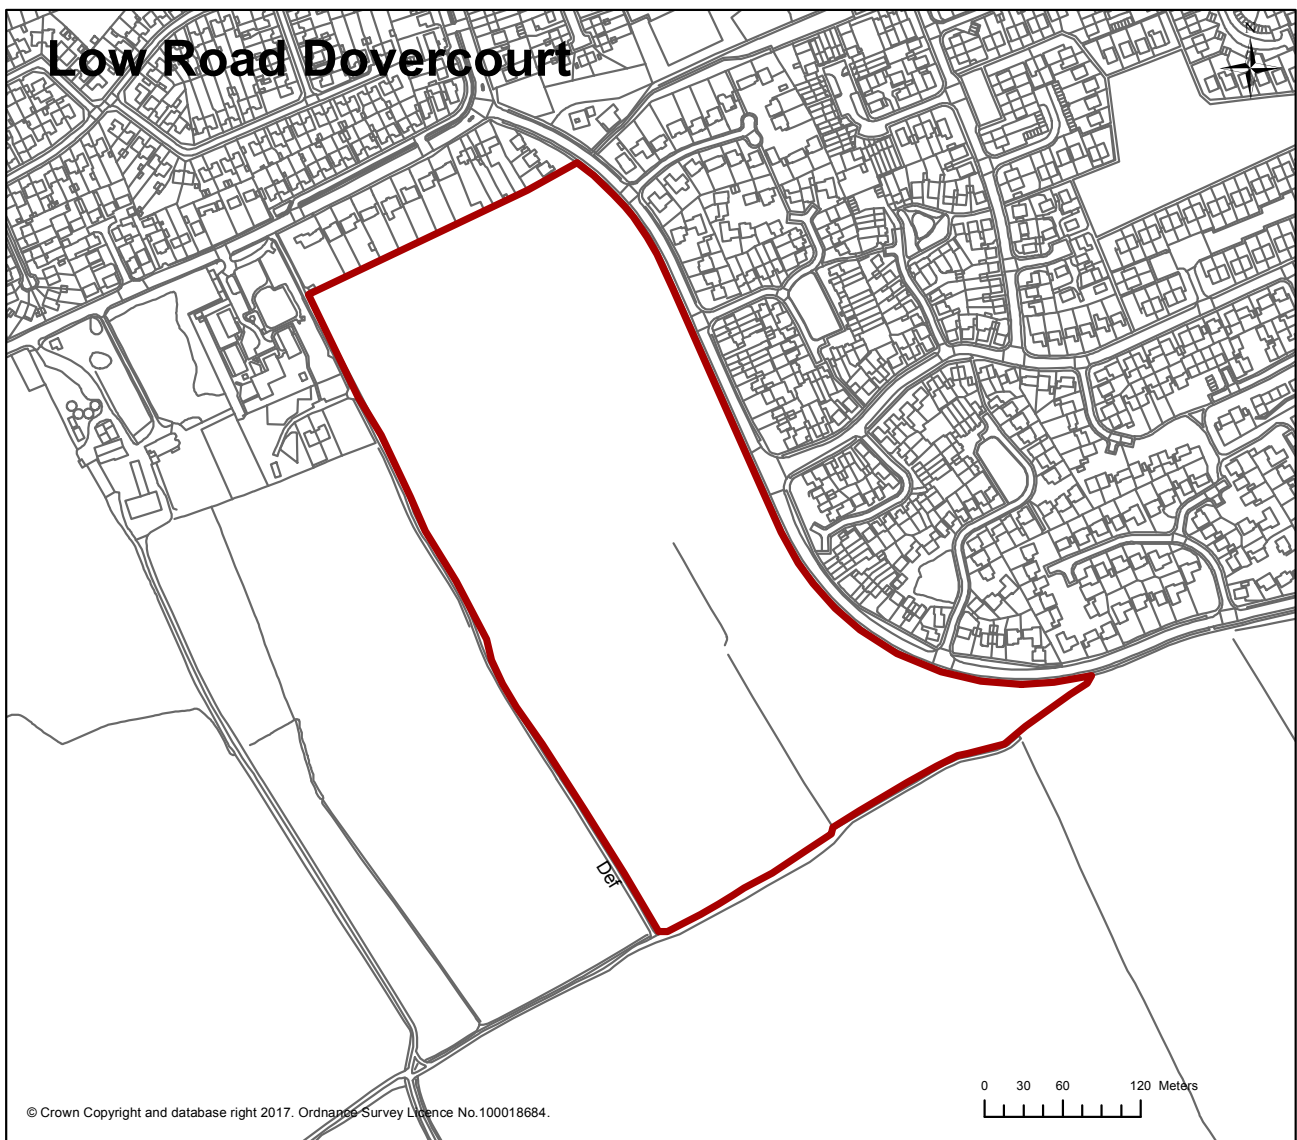 Low Road Dovercourt
N
Def
0 30 60 120 Meters
© Crown Copyright and database right 2017. Ordnance Survey Licence No.100018684.